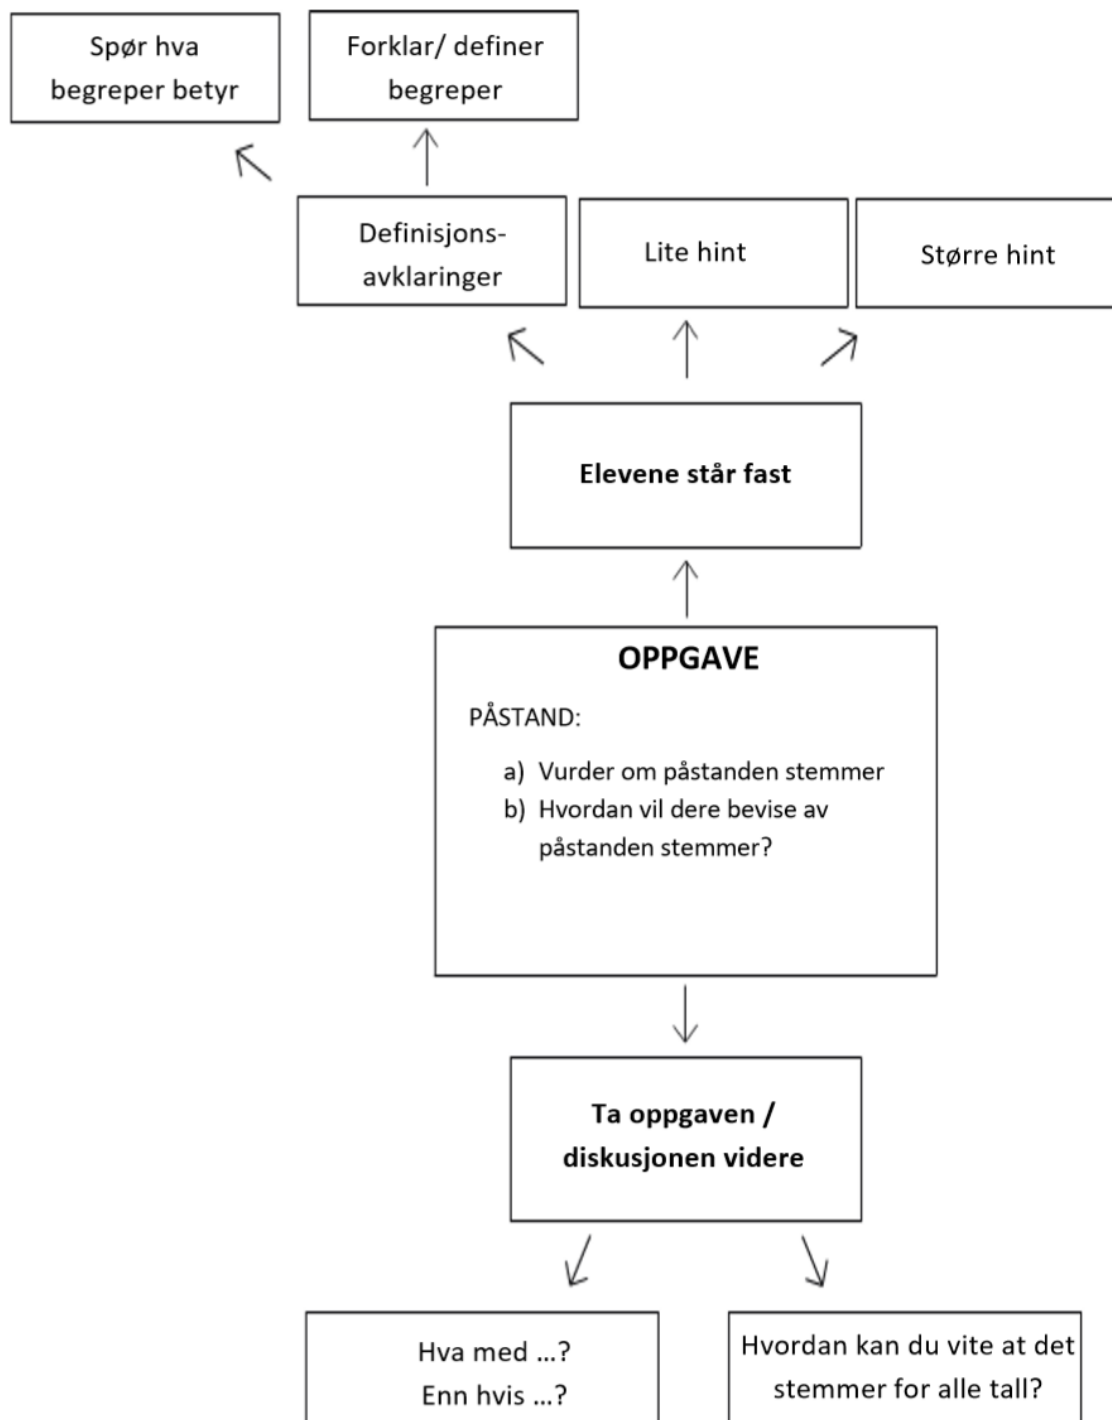 Spør hva
begreper betyr
Forklar/ definer
begreper
Definisjons-
avklaringer
Lite hint
Større hint
Elevene står fast
OPPGAVE
PÅSTAND:
a) Vurder om påstanden stemmer
b) Hvordan vil dere bevise av
påstanden stemmer?
Ta oppgaven /
diskusjonen videre
Hva med ...?
Enn hvis ...?
Hvordan kan du vite at det
stemmer for alle tall?